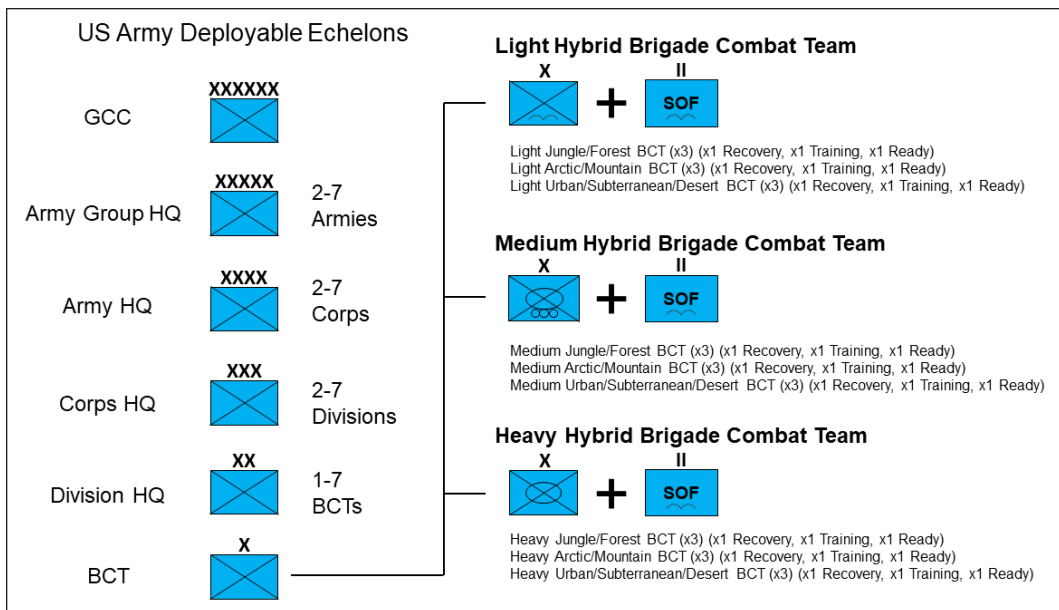 US Army Deployable Echelons
GCC
XXXXXX
Army Group HQ
XXXXX
2-7
Armies
Army HQ
XXXX
2-7
Corps
Corps HQ
XXX
2-7
Divisions
Division HQ
XX
1-7
BCTs
BCT
X
Light Hybrid Brigade Combat Team
X
+
II
SOF
Light Jungle/Forest BCT (x3) (x1 Recovery, x1 Training, x1 Ready)
Light Arctic/Mountain BCT (x3) (x1 Recovery, x1 Training, x1 Ready)
Light Urban/Subterranean/Desert BCT (x3) (x1 Recovery, x1 Training, x1 Ready)
Medium Hybrid Brigade Combat Team
X
+
II
SOF
Medium Jungle/Forest BCT (x3) (x1 Recovery, x1 Training, x1 Ready)
Medium Arctic/Mountain BCT (x3) (x1 Recovery, x1 Training, x1 Ready)
Medium Urban/Subterranean/Desert BCT (x3) (x1 Recovery, x1 Training, x1 Ready)
Heavy Hybrid Brigade Combat Team
X
+
II
SOF
Heavy Jungle/Forest BCT (x3) (x1 Recovery, x1 Training, x1 Ready)
Heavy Arctic/Mountain BCT (x3) (x1 Recovery, x1 Training, x1 Ready)
Heavy Urban/Subterranean/Desert BCT (x3) (x1 Recovery, x1 Training, x1 Ready)